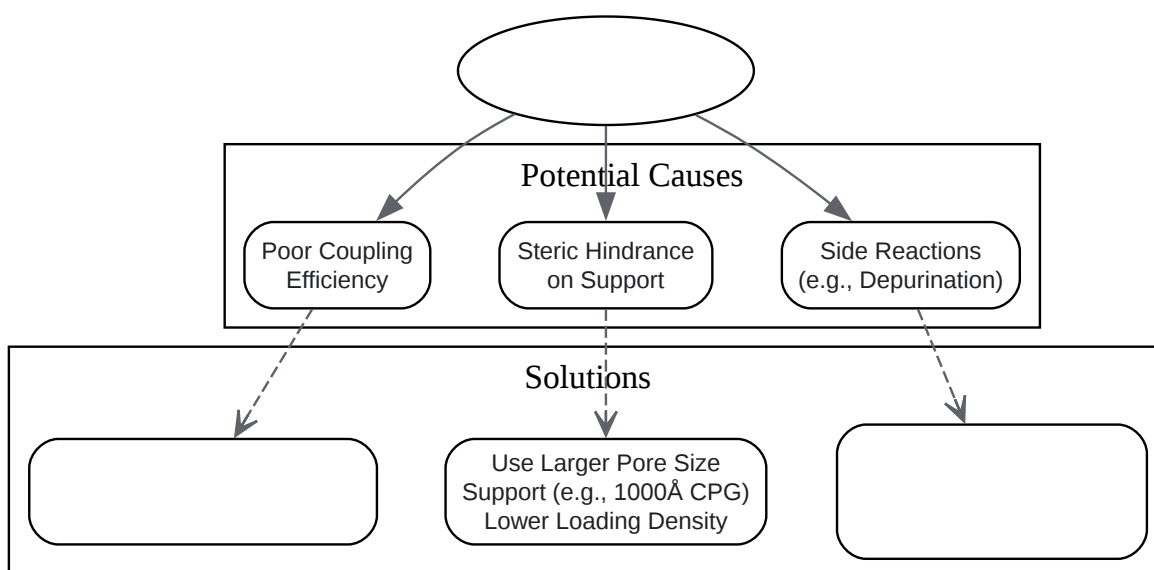 Potential Causes
Poor Coupling
Efficiency
Steric Hindrance
on Support
Side Reactions
(e.g., Depurination)
Solutions
Use Larger Pore Size
Support (e.g., 1000Å CPG)
Lower Loading Density